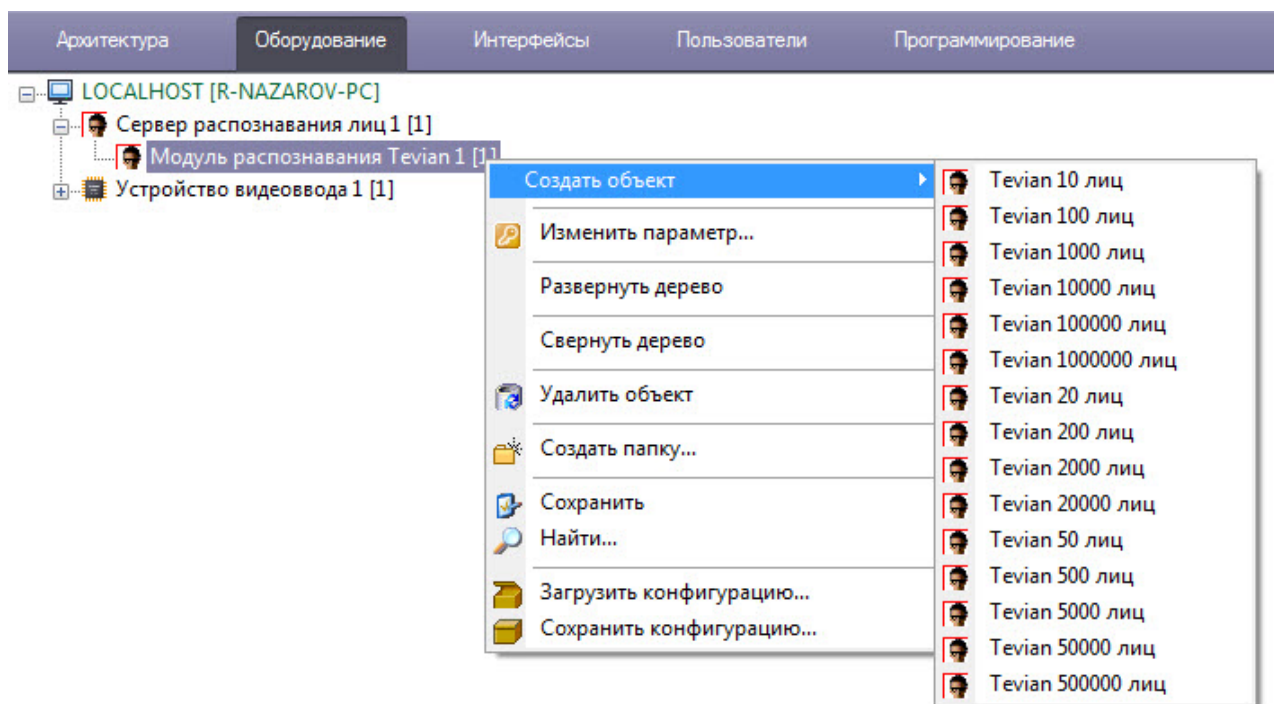 Архитектура Оборудование Интерфейсы Пользователи Программирование
LOCALHOST [R-NAZAROV-PC]
Сервер распознавания лиц 1 [1]
Модуль распознавания Tevian 1 [1]
Устройство видеоввода 1 [1]
Создать объект
Изменить параметр...
Развернуть дерево
Свернуть дерево
Удалить объект
Создать папку...
Сохранить
Найти...
Загрузить конфигурацию...
Сохранить конфигурацию...
Tevian 10 лиц
Tevian 100 лиц
Tevian 1000 лиц
Tevian 10000 лиц
Tevian 100000 лиц
Tevian 1000000 лиц
Tevian 20 лиц
Tevian 200 лиц
Tevian 2000 лиц
Tevian 20000 лиц
Tevian 50 лиц
Tevian 500 лиц
Tevian 5000 лиц
Tevian 50000 лиц
Tevian 500000 лиц